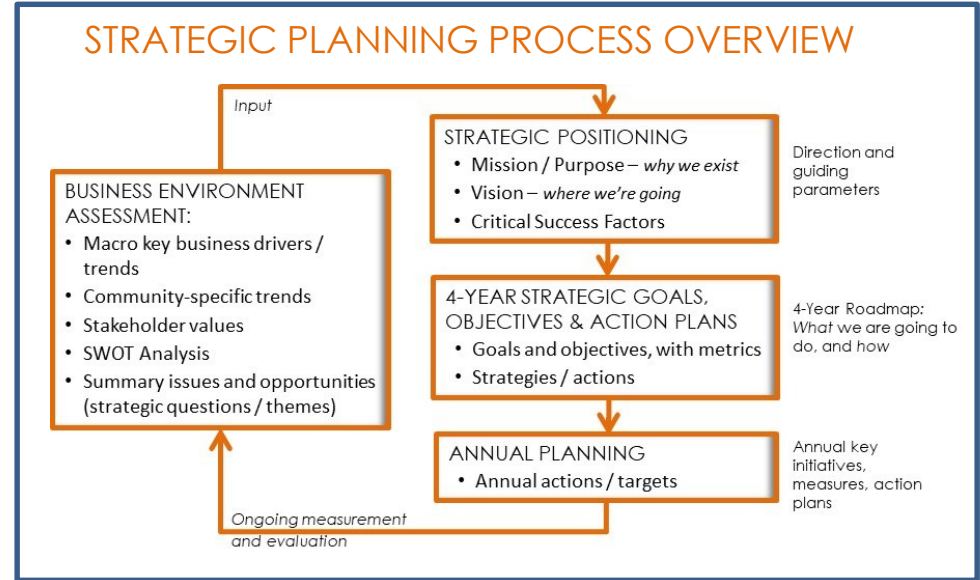 STRATEGIC PLANNING PROCESS OVERVIEW
Input
BUSINESS ENVIRONMENT
ASSESSMENT:
• Macro key business drivers /
trends
• Community-specific trends
• Stakeholder values
• SWOT Analysis
• Summary issues and opportunities
(strategic questions / themes)
STRATEGIC POSITIONING
• Mission / Purpose – why we exist
• Vision – where we're going
• Critical Success Factors
Direction and
guiding
parameters
4-YEAR STRATEGIC GOALS,
OBJECTIVES & ACTION PLANS
• Goals and objectives, with metrics
• Strategies / actions
4-Year Roadmap:
What we are going to
do, and how
ANNUAL PLANNING
• Annual actions / targets
Annual key
initiatives,
measures, action
plans
Ongoing measurement
and evaluation